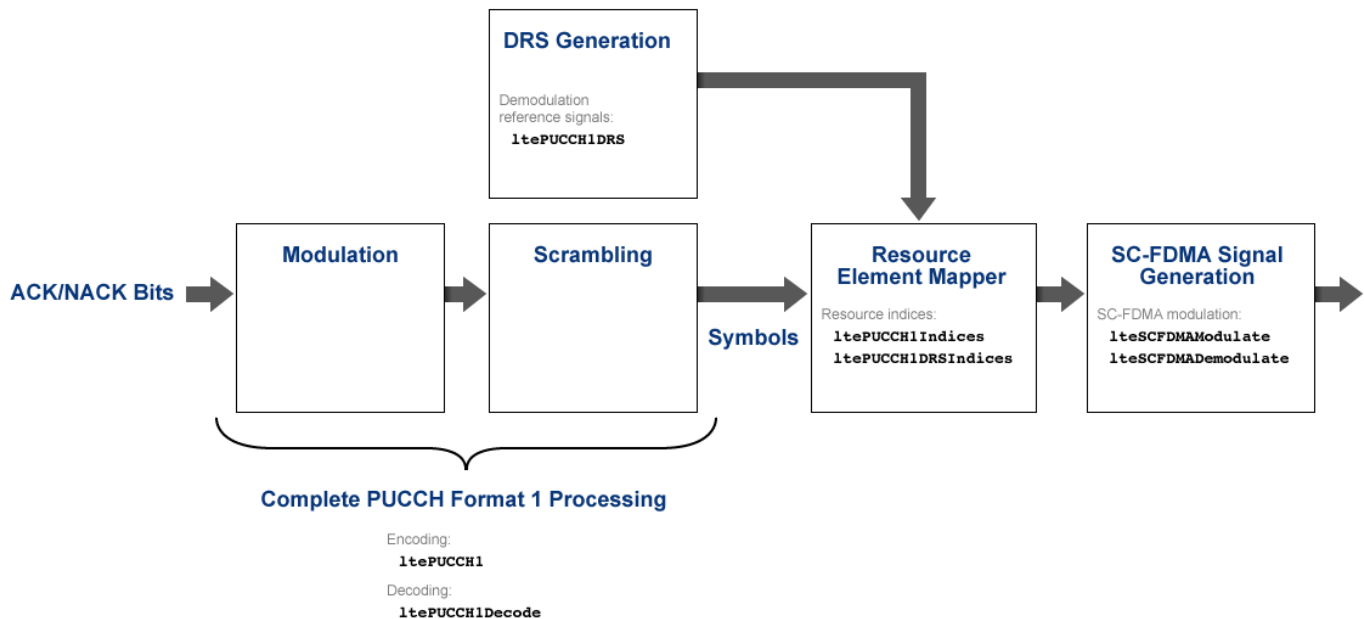 DRS Generation
Demodulation
reference signals:
ltePUCCH1DRS
ACK/NACK Bits
Modulation
Scrambling
Symbols
Resource
Element Mapper
Resource indices:
ltePUCCH1Indices
ltePUCCH1DRSIndices
SC-FDMA Signal
Generation
SC-FDMA modulation:
lteSCFDMAModulate
lteSCFDMADemodulate
Complete PUCCH Format 1 Processing
Encoding:
ltePUCCH1
Decoding:
ltePUCCH1Decode